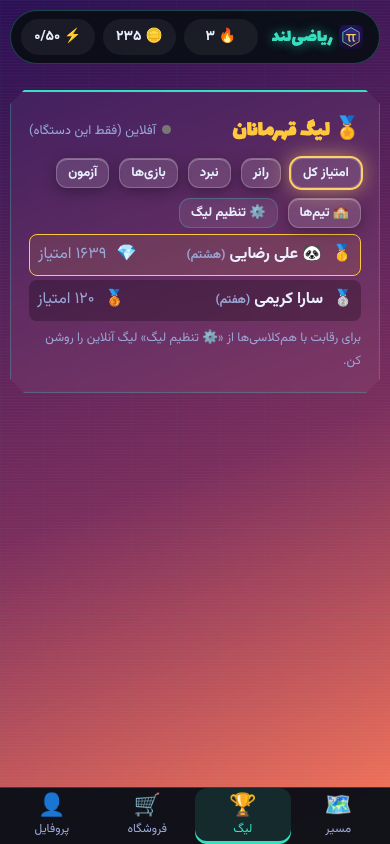 ریاضی‌لند
۳
۲۳۵
۰/۵۰
لیگ قهرمانان
آفلاین (فقط این دستگاه)
امتیاز کل
رانر
نبرد
بازی‌ها
آزمون
تیم‌ها
تنظیم لیگ
علی رضایی (هشتم) ۱۶۳۹ امتیاز
سارا کریمی (هفتم) ۱۲۰ امتیاز
برای رقابت با هم‌کلاسی‌ها از «⚙️ تنظیم لیگ» لیگ آنلاین را روشن
کن.
مسیر
لیگ
فروشگاه
پروفایل